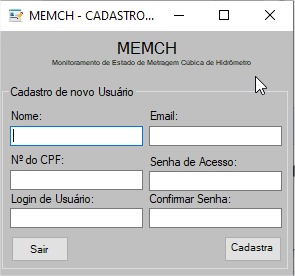 MEMCH - CADASTRO...
MEMCH
Monitoramento de Estado de Metragem Cúbica de Hidrômetro
Cadastro de novo Usuário
Nome: Email:
Nº do CPF: Senha de Acesso:
Login de Usuário: Confirmar Senha:
Sair Cadastra